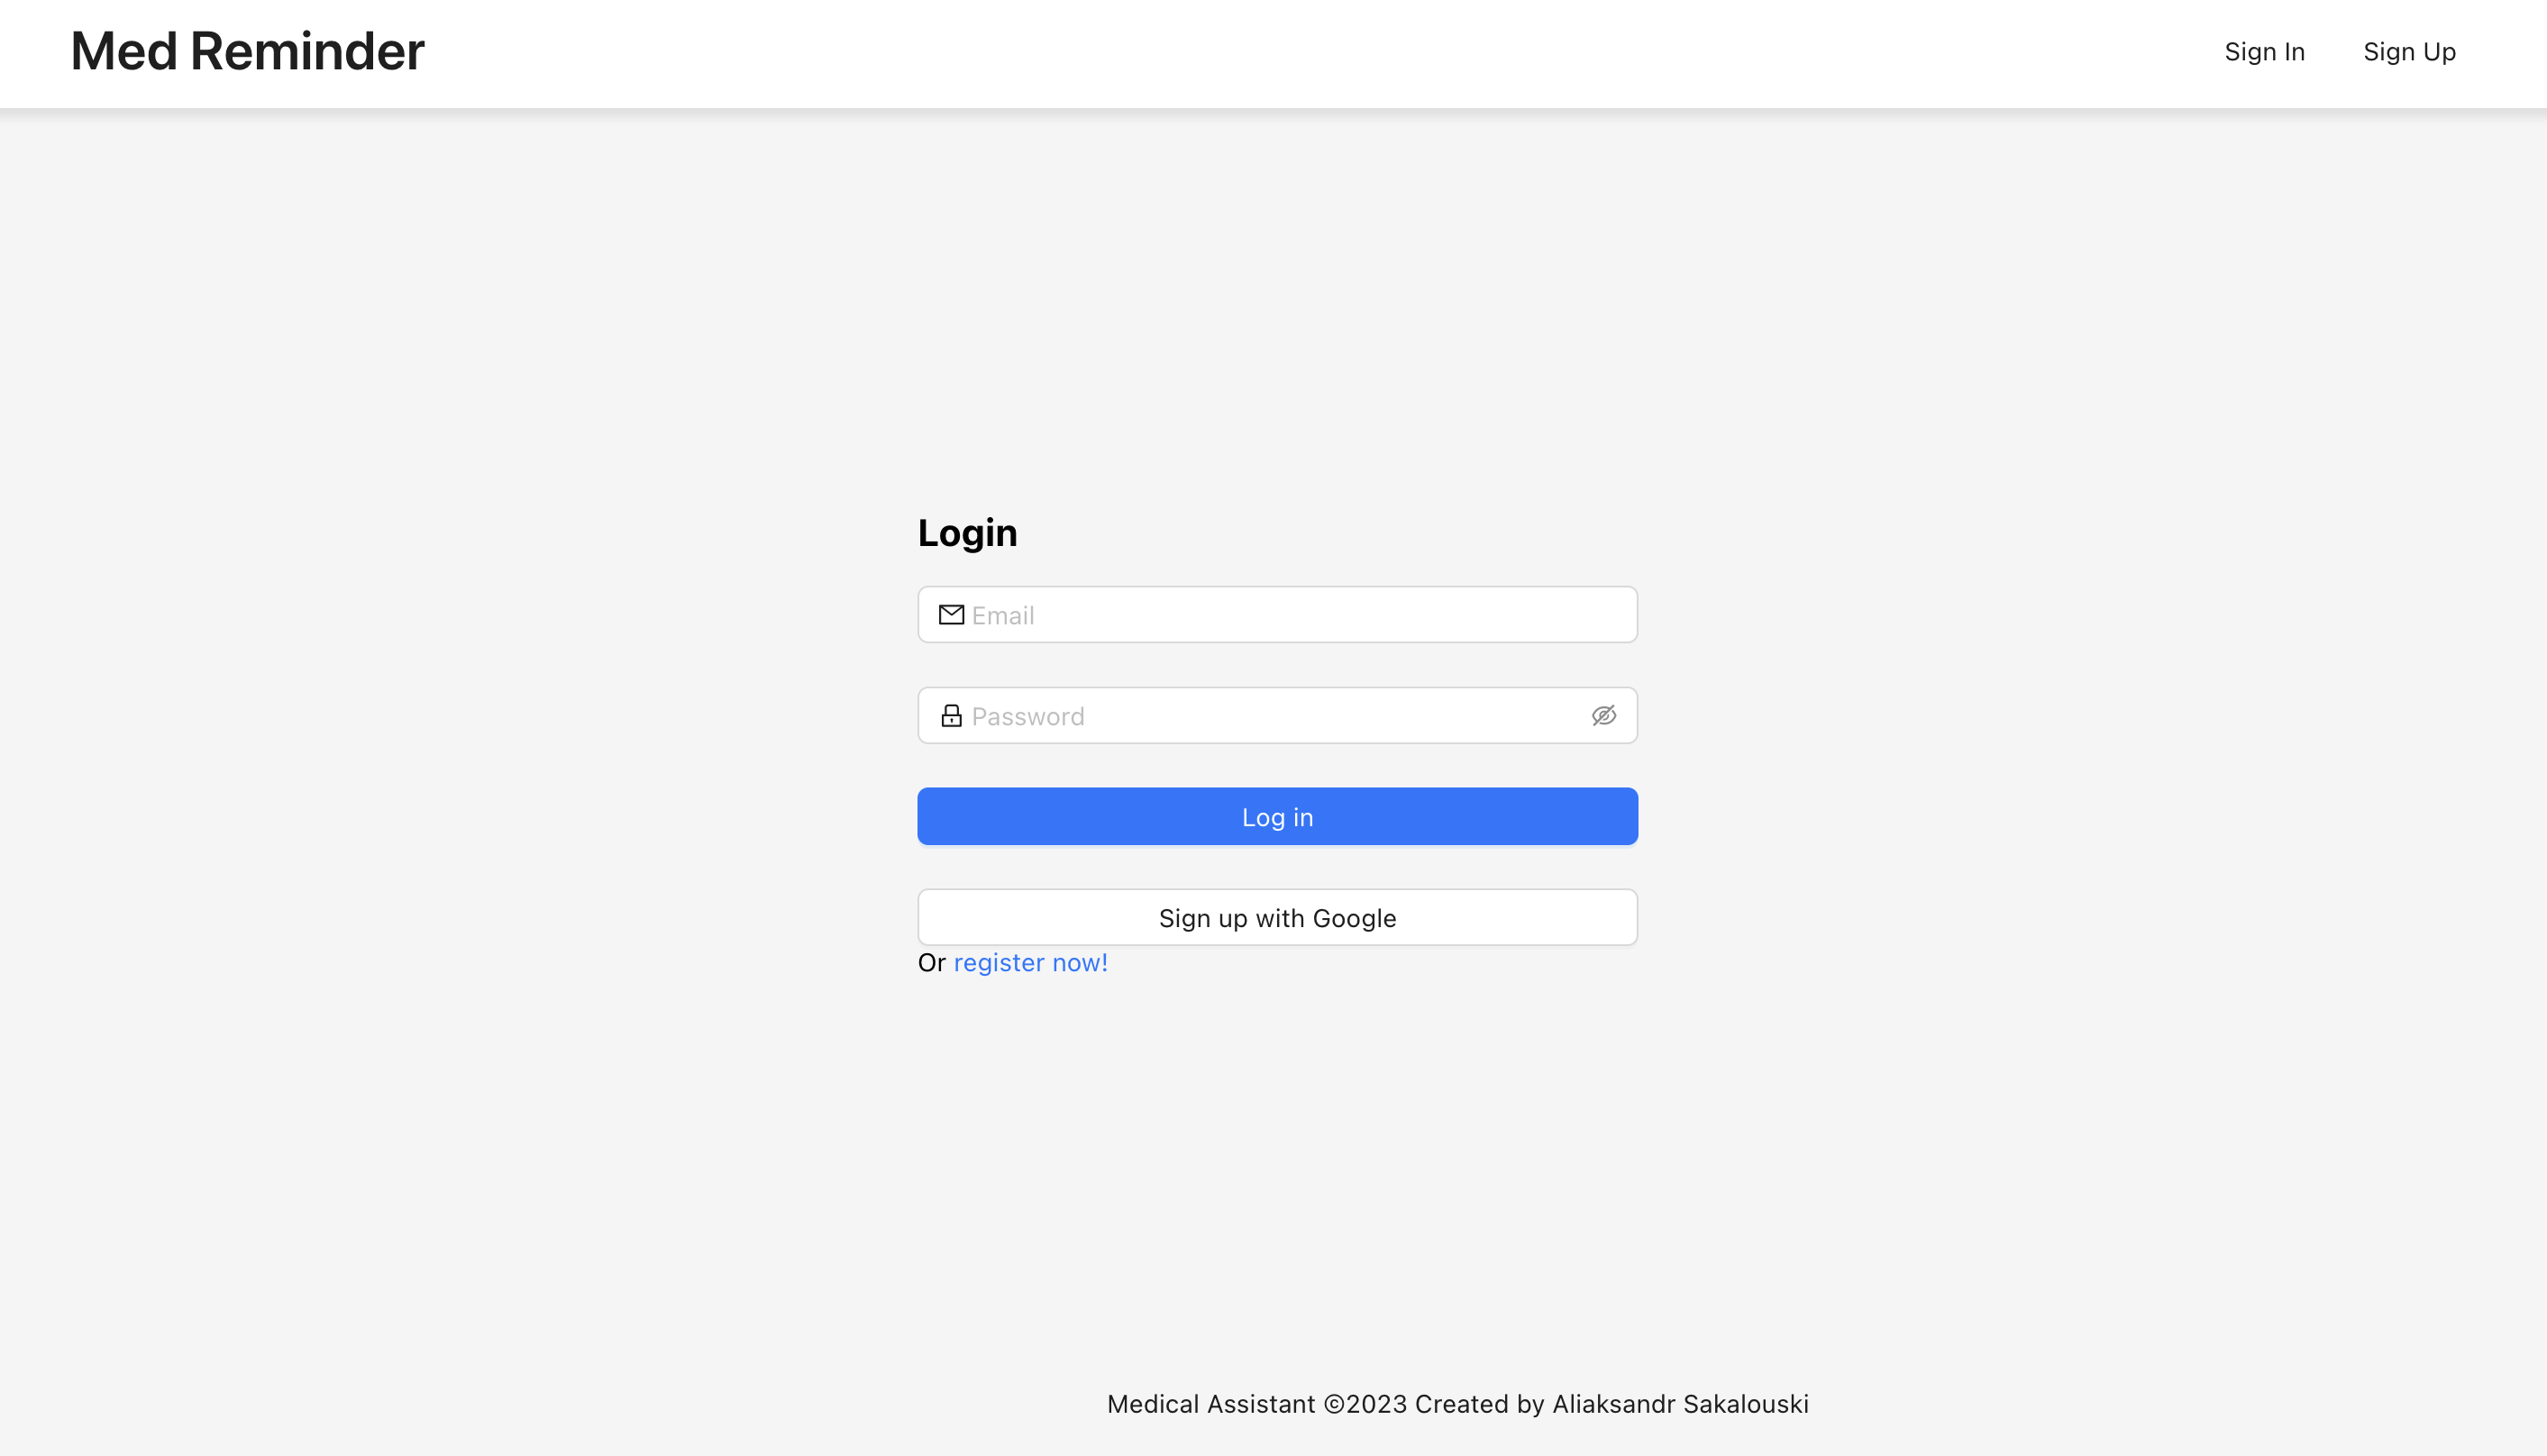 Med Reminder
Sign In
Sign Up
Login
Email
Password
Log in
Sign up with Google
Or register now!
Medical Assistant ©2023 Created by Aliaksandr Sakalouski